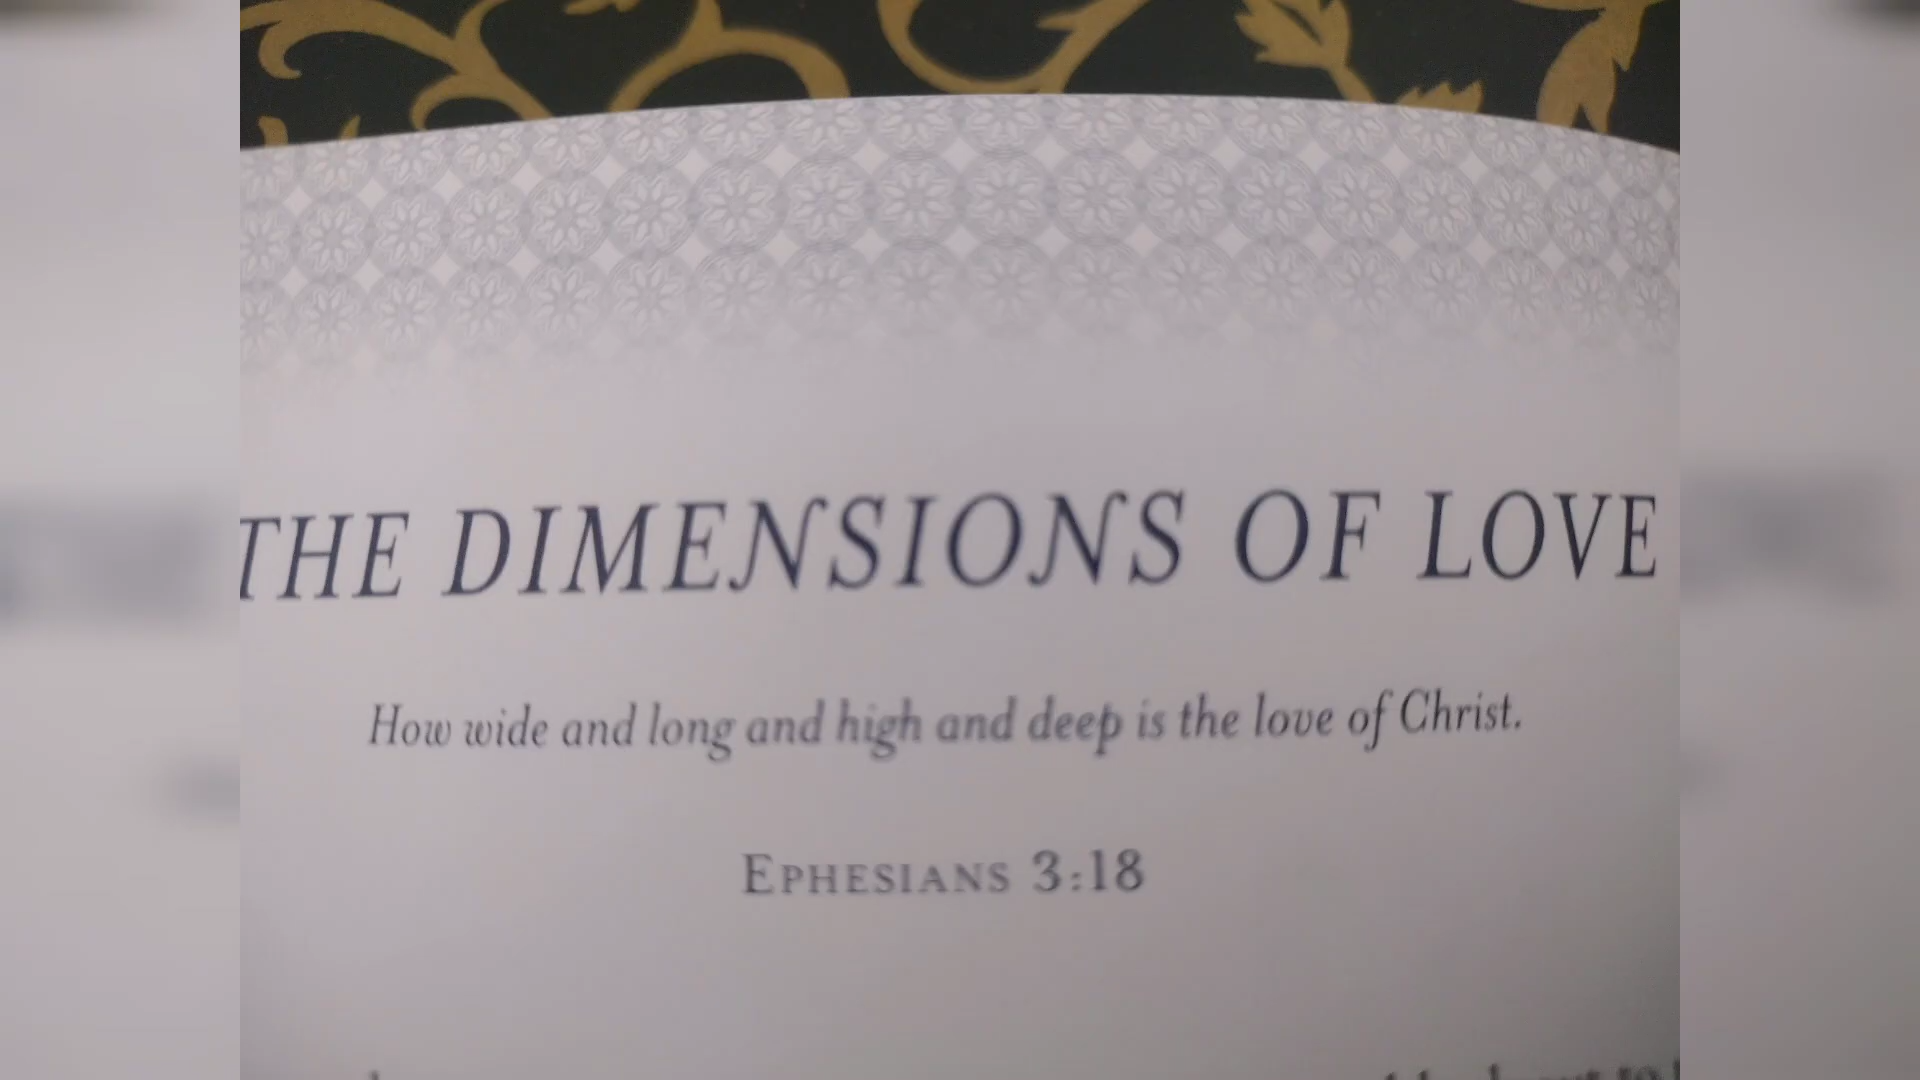 THE DIMENSIONS OF LOVE
How wide and long and high and deep is the love of Christ.
EPHESIANS 3:18